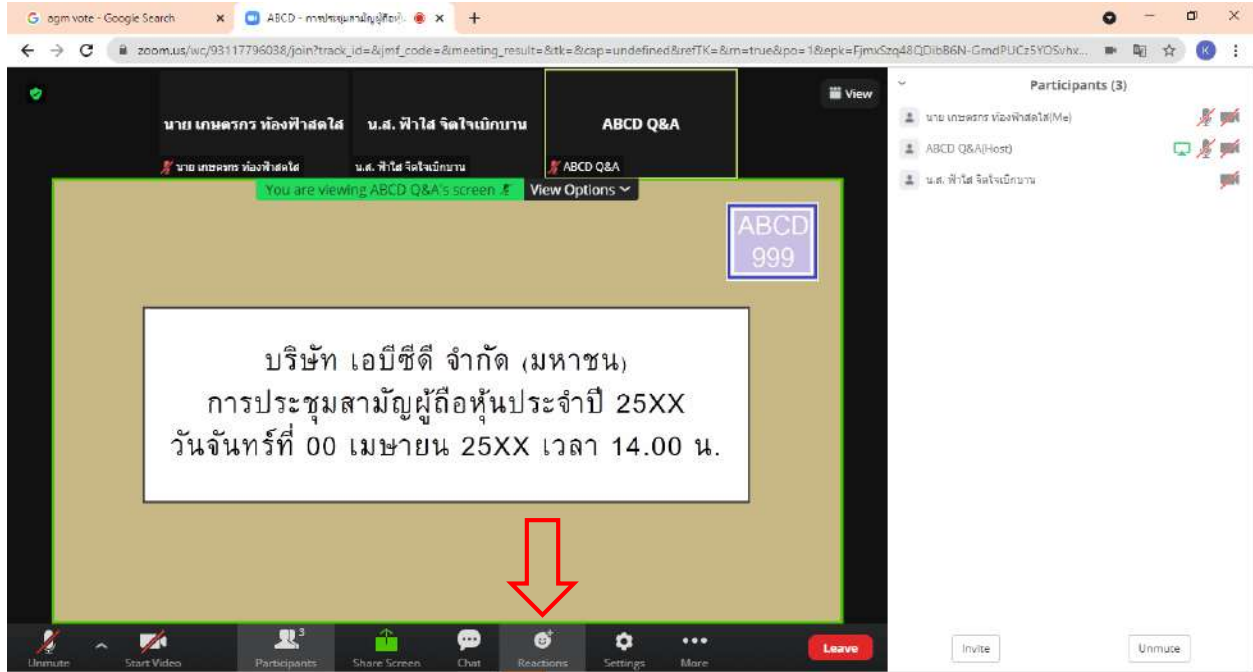 agm vote - Google Search
ABCD - การประชุมสามัญผู้ถือหุ้
zoom.us/wc/93117796038/join?track_id=&jmf_code=&meeting_result=&tk=&cap=undefined&refTK=&
K
View
นาย เกษตรกร ท้องฟ้าสดใส
น.ส. ฟ้าใส จิตใจเบิกบาน
ABCD Q&A
นาย เกษตรกร ท้องฟ้าสดใส
น.ส. ฟ้าใส จิตใจเบิกบาน
ABCD Q&A
You are viewing ABCD Q&A's screen
View Options
ABCD
999
บริษัท เอบีซีดี จำกัด (มหาชน)
การประชุมสามัญผู้ถือหุ้นประจำปี 25XX
วันจันทร์ที่ 00 เมษายน 25XX เวลา 14.00 น.
Participants (3)
นาย เกษตรกร ท้องฟ้าสดใส(Me)
ABCD Q&A(Host)
น.ส. ฟ้าใส จิตใจเบิกบาน
Unmute
Start Video
Participants
3
Share Screen
Chat
Reactions
Settings
More
Leave
Invite
Unmute